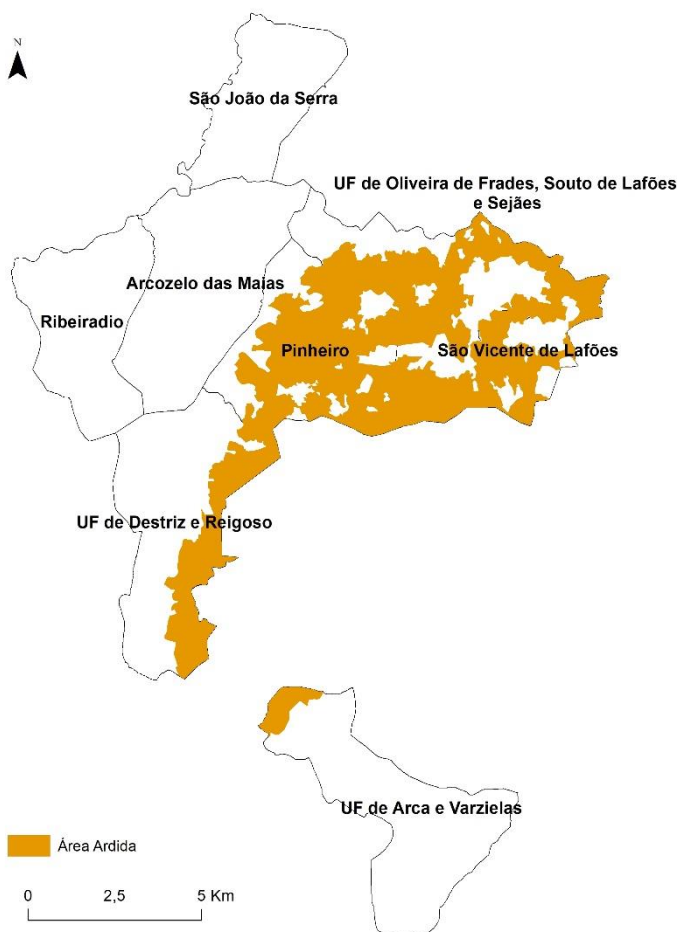 N
São João da Serra
UF de Oliveira de Frades, Souto de Lafões
e Sejães
Arcozelo das Maias
Ribeiradio
Pinheiro
São Vicente de Lafões
UF de Destriz e Reigoso
UF de Arca e Varzielas
Área Ardida
0 2,5 5 Km